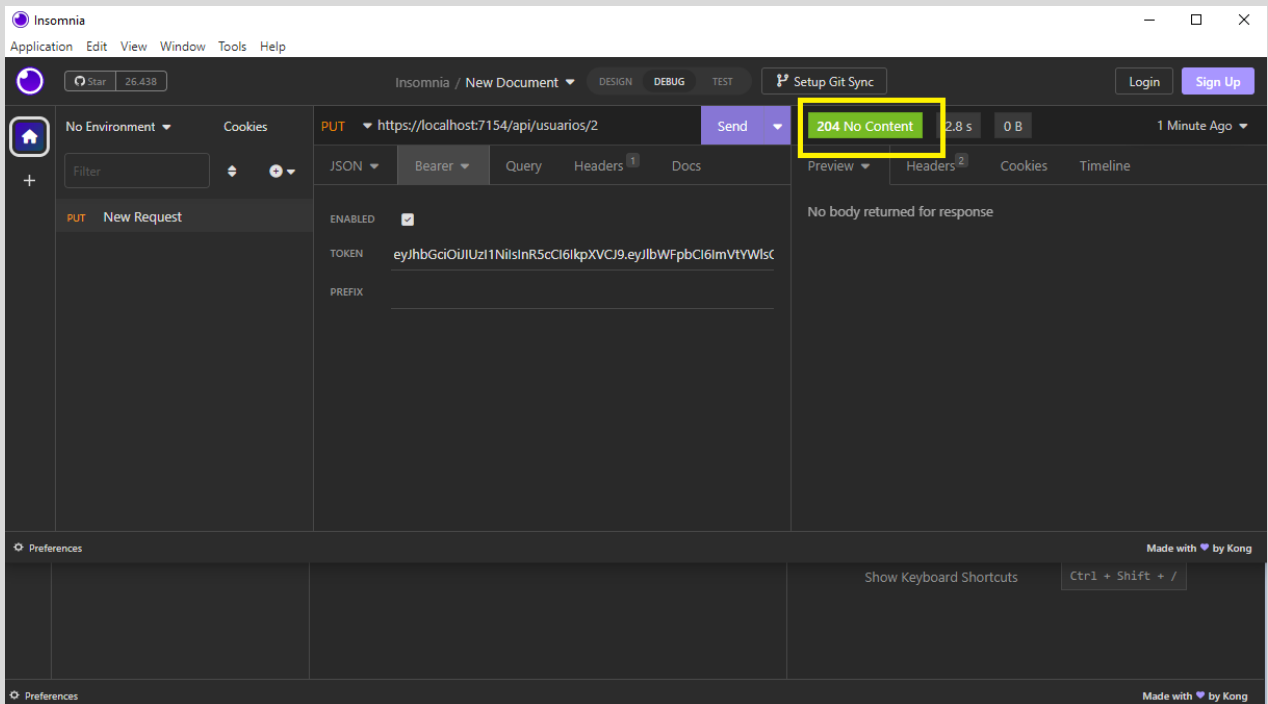 Insomnia
Application Edit View Window Tools Help
Star 26.438
Insomnia / New Document
DESIGN DEBUG TEST
Setup Git Sync
Login
Sign Up
No Environment
Cookies
PUT https://localhost:7154/api/usuarios/2
Send
204 No Content
2.8 s
0 B
1 Minute Ago
Filter
JSON
Bearer
Query
Headers 1
Docs
Preview
Headers 2
Cookies
Timeline
PUT New Request
ENABLED
TOKEN eyJhbGciOiJIUzI1NiIsInR5cCI6IkpXVCJ9.eyJlbWFpbCI6ImVtYWlsC
PREFIX
No body returned for response
Preferences
Made with 💜 by Kong
Show Keyboard Shortcuts
Ctrl + Shift + /
Preferences
Made with 💜 by Kong